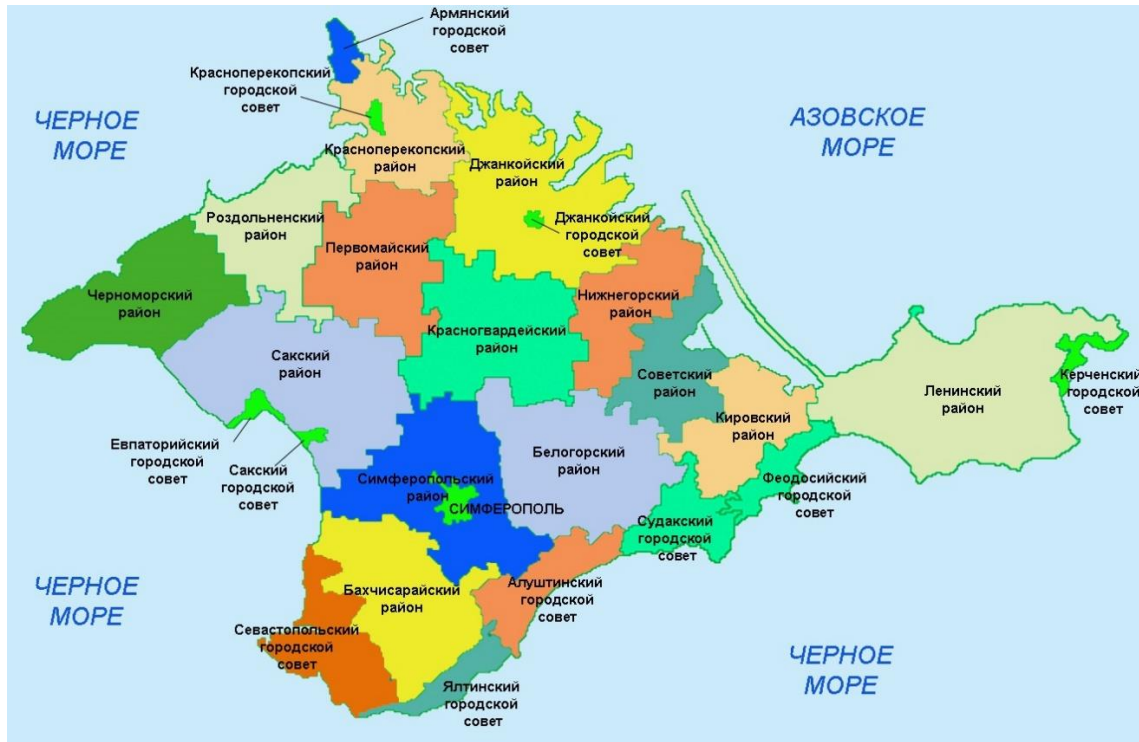 Армянский
городской
совет
Красноперекопский
городской
совет
ЧЕРНОЕ
МОРЕ
АЗОВСКОЕ
МОРЕ
Красноперекопский
район
Джанкойский
район
Роздольненский
район
Джанкойский
городской
совет
Первомайский
район
Черноморский
район
Нижнегорский
район
Красногвардейский
район
Сакский
район
Советский
район
Ленинский
район
Керченский
городской
совет
Кировский
район
Евпаторийский
городской
совет
Сакский
городской
совет
Белогорский
район
Симферопольский
район
СИМФЕРОПОЛЬ
Феодосийский
городской
совет
Судакский
городской
совет
ЧЕРНОЕ
МОРЕ
Бахчисарайский
район
Алуштинский
городской
совет
Севастопольский
городской
совет
ЧЕРНОЕ
МОРЕ
Ялтинский
городской
совет